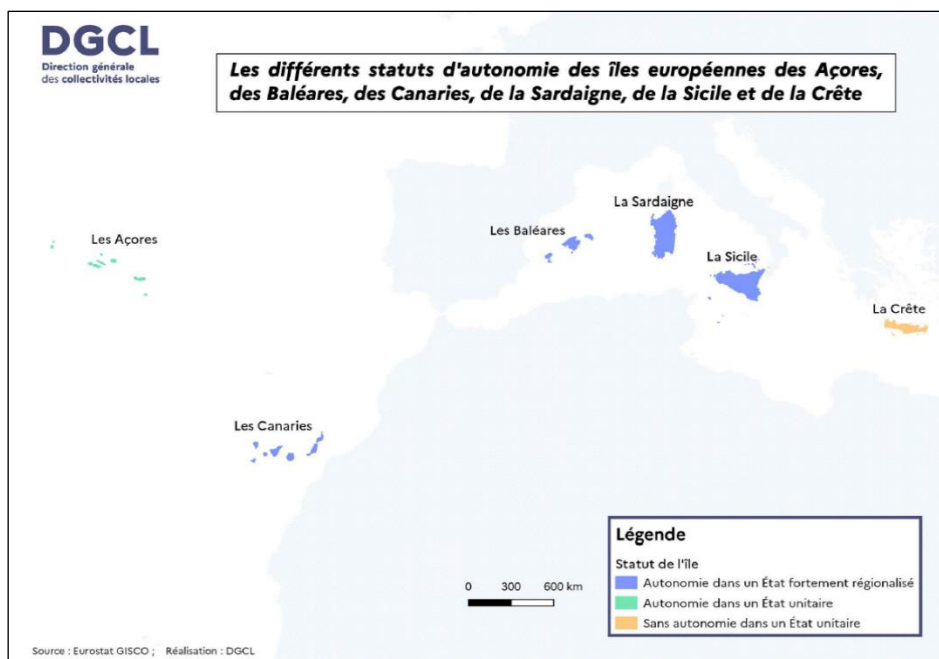 DGCL
Direction générale
des collectivités locales
Les différents statuts d'autonomie des îles européennes des Açores,
des Baléares, des Canaries, de la Sardaigne, de la Sicile et de la Crête
La Sardaigne
Les Baléares
Les Açores
La Sicile
La Crête
Les Canaries
Légende
Statut de l'île
Autonomie dans un État fortement régionalisé
Autonomie dans un État unitaire
Sans autonomie dans un État unitaire
0 300 600 km
Source : Eurostat GISCO ; Réalisation : DGCL